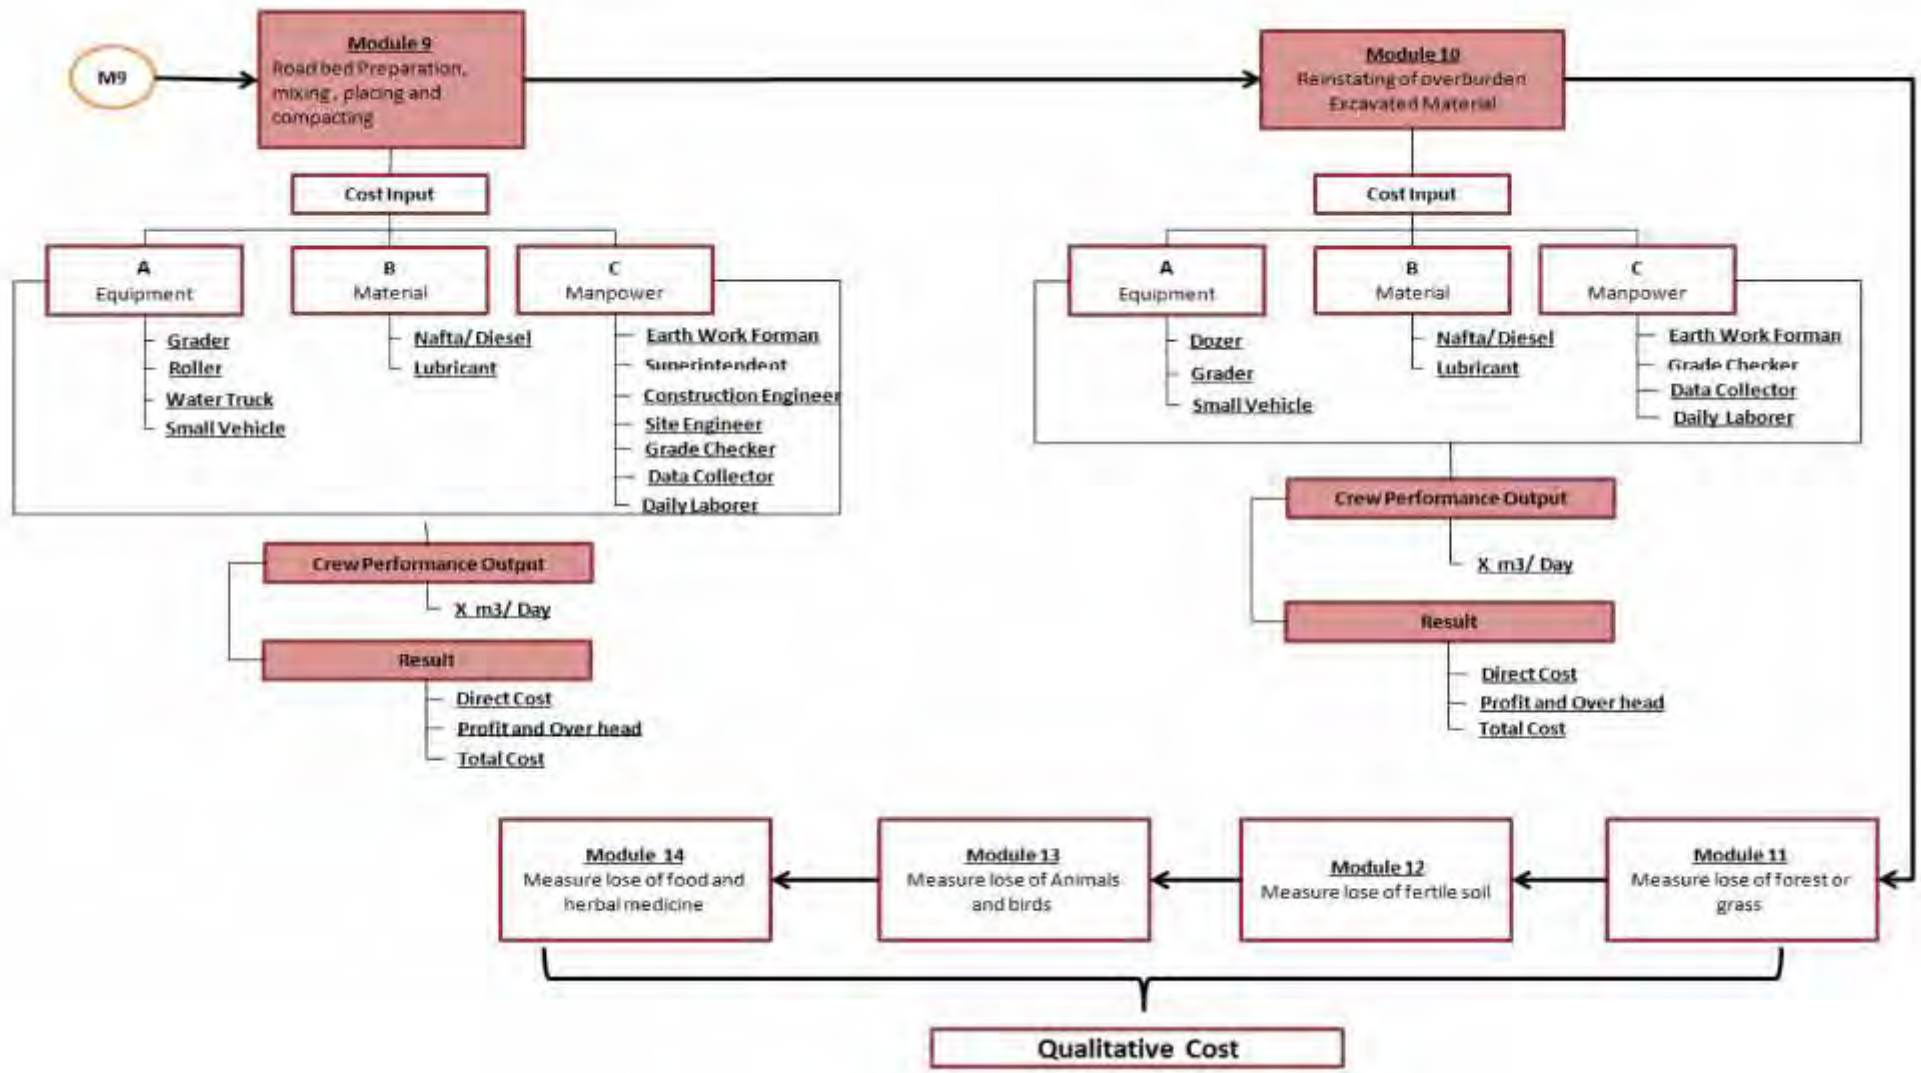 M9
Module 9
Road bed Preparation,
mixing , placing and
compacting
Cost Input
A
Equipment
Grader
Roller
Water Truck
Small Vehicle
B
Material
Nafta/ Diesel
Lubricant
C
Manpower
Earth Work Forman
Superintendent
Construction Engineer
Site Engineer
Grade Checker
Data Collector
Daily Laborer
Crew Performance Output
X m3/ Day
Result
Direct Cost
Profit and Over head
Total Cost
Module 10
Reinstating of overburden
Excavated Material
Cost Input
A
Equipment
Dozer
Grader
Small Vehicle
B
Material
Nafta/ Diesel
Lubricant
C
Manpower
Earth Work Forman
Grade Checker
Data Collector
Daily Laborer
Crew Performance Output
X m3/ Day
Result
Direct Cost
Profit and Over head
Total Cost
Module 11
Measure lose of forest or
grass
Module 12
Measure lose of fertile soil
Module 13
Measure lose of Animals
and birds
Module 14
Measure lose of food and
herbal medicine
Qualitative Cost